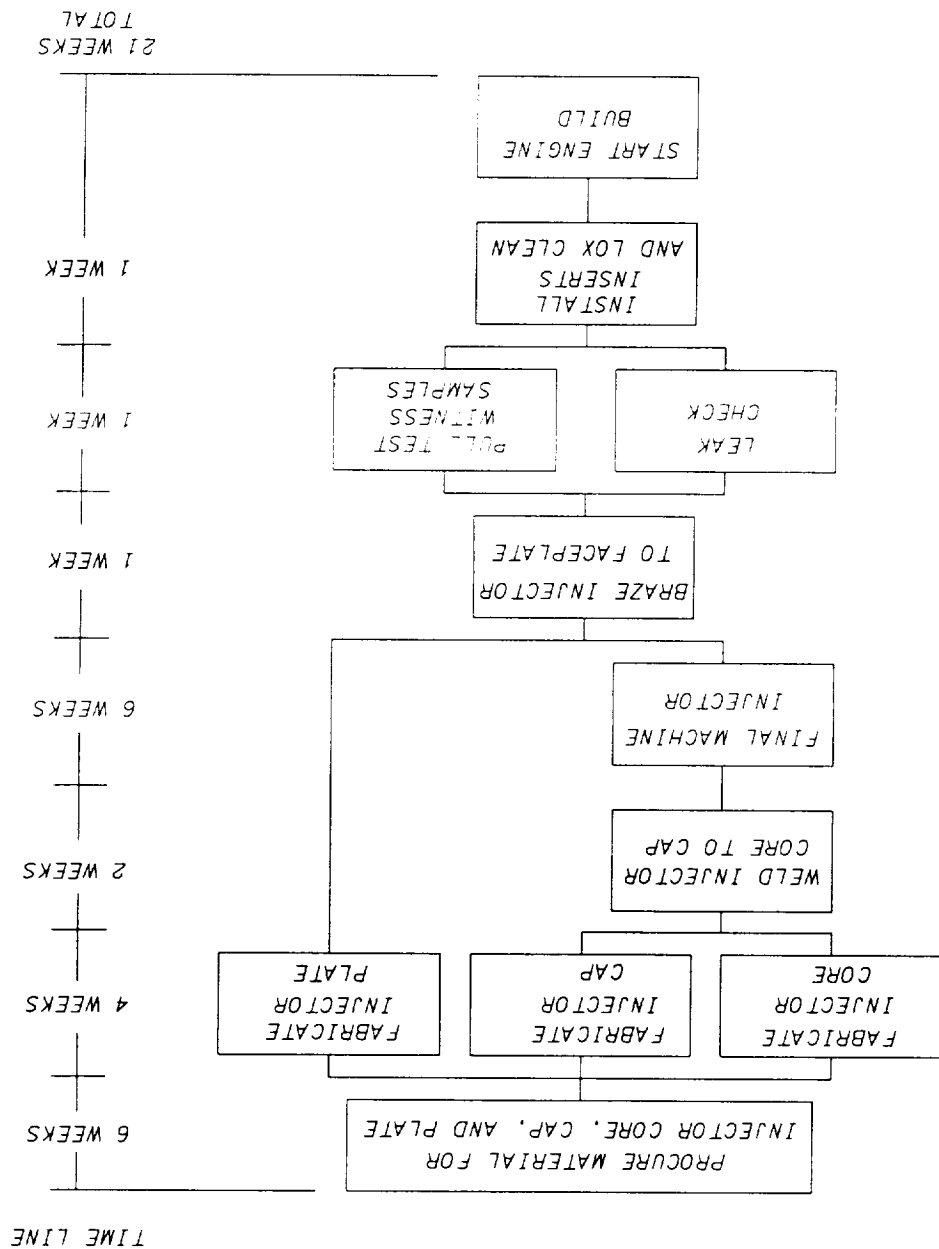 TIME LINE
PROCURE MATERIAL FOR
INJECTOR CORE, CAP, AND PLATE
6 WEEKS
FABRICATE
INJECTOR
CORE
FABRICATE
INJECTOR
CAP
FABRICATE
INJECTOR
PLATE
4 WEEKS
WELD INJECTOR
CORE TO CAP
2 WEEKS
FINAL MACHINE
INJECTOR
6 WEEKS
BRAZE INJECTOR
TO FACEPLATE
1 WEEK
LEAK
CHECK
PULL TEST
WITNESS
SAMPLES
1 WEEK
INSTALL
INSERTS
AND LOX CLEAN
1 WEEK
START ENGINE
BUILD
21 WEEKS
TOTAL